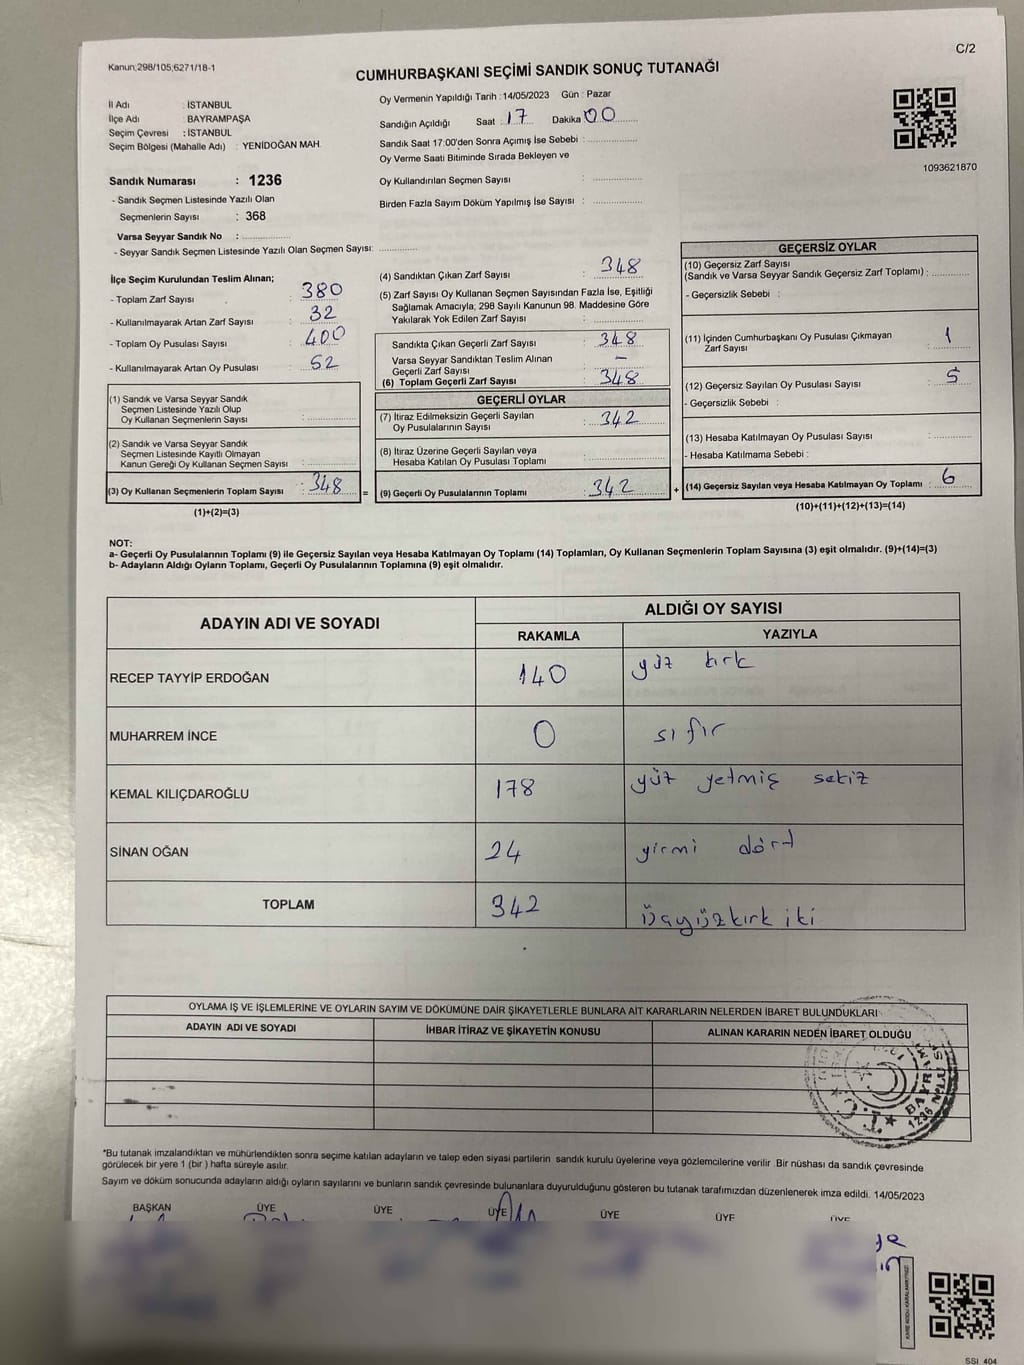 C/2
Kanun;298/105;6271/18-1
CUMHURBAŞKANI SEÇİMİ SANDIK SONUÇ TUTANAĞI
İl Adı : İSTANBUL
İlçe Adı : BAYRAMPAŞA
Seçim Çevresi : İSTANBUL
Seçim Bölgesi (Mahalle Adı) : YENİDOĞAN MAH.
Oy Vermenin Yapıldığı Tarih : 14/05/2023 Gün : Pazar
Sandığın Açıldığı Saat : 17 Dakika 00
Sandık Saat 17:00'den Sonra Açımış İse Sebebi :
Oy Verme Saati Bitiminde Sırada Bekleyen ve
Oy Kullandırılan Seçmen Sayısı :
Birden Fazla Sayım Döküm Yapılmış İse Sayısı :
1093621870
Sandık Numarası : 1236
- Sandık Seçmen Listesinde Yazılı Olan
Seçmenlerin Sayısı : 368
Varsa Seyyar Sandık No :
- Seyyar Sandık Seçmen Listesinde Yazılı Olan Seçmen Sayısı:
İlçe Seçim Kurulundan Teslim Alınan;
- Toplam Zarf Sayısı : 380
- Kullanılmayarak Artan Zarf Sayısı : 32
- Toplam Oy Pusulası Sayısı : 400
- Kullanılmayarak Artan Oy Pusulası : 52
(1) Sandık ve Varsa Seyyar Sandık
Seçmen Listesinde Yazılı Olup
Oy Kullanan Seçmenlerin Sayısı :
(2) Sandık ve Varsa Seyyar Sandık
Seçmen Listesinde Kayıtlı Olmayan
Kanun Gereği Oy Kullanan Seçmen Sayısı :
(3) Oy Kullanan Seçmenlerin Toplam Sayısı : 348 =
(1)+(2)=(3)
(4) Sandıktan Çıkan Zarf Sayısı : 348
(5) Zarf Sayısı Oy Kullanan Seçmen Sayısından Fazla İse, Eşitliği
Sağlamak Amacıyla; 298 Sayılı Kanunun 98. Maddesine Göre
Yakılarak Yok Edilen Zarf Sayısı :
Sandıkta Çıkan Geçerli Zarf Sayısı : 348
Varsa Seyyar Sandıktan Teslim Alınan
Geçerli Zarf Sayısı : –
(6) Toplam Geçerli Zarf Sayısı : 348
GEÇERLİ OYLAR
(7) İtiraz Edilmeksizin Geçerli Sayılan
Oy Pusulalarının Sayısı : 342
(8) İtiraz Üzerine Geçerli Sayılan veya
Hesaba Katılan Oy Pusulası Toplamı :
(9) Geçerli Oy Pusulalarının Toplamı : 342 +
GEÇERSİZ OYLAR
(10) Geçersiz Zarf Sayısı
(Sandık ve Varsa Seyyar Sandık Geçersiz Zarf Toplamı) :
- Geçersizlik Sebebi :
(11) İçinden Cumhurbaşkanı Oy Pusulası Çıkmayan
Zarf Sayısı : 1
(12) Geçersiz Sayılan Oy Pusulası Sayısı : 5
- Geçersizlik Sebebi :
(13) Hesaba Katılmayan Oy Pusulası Sayısı :
- Hesaba Katılmama Sebebi :
(14) Geçersiz Sayılan veya Hesaba Katılmayan Oy Toplamı : 6
(10)+(11)+(12)+(13)=(14)
NOT:
a- Geçerli Oy Pusulalarının Toplamı (9) ile Geçersiz Sayılan veya Hesaba Katılmayan Oy Toplamı (14) Toplamları, Oy Kullanan Seçmenlerin Toplam Sayısına (3) eşit olmalıdır. (9)+(14)=(3)
b- Adayların Aldığı Oyların Toplamı, Geçerli Oy Pusulalarının Toplamına (9) eşit olmalıdır.
ADAYIN ADI VE SOYADI ALDIĞI OY SAYISI
RAKAMLA YAZIYLA
RECEP TAYYİP ERDOĞAN 140 yüz kırk
MUHARREM İNCE 0 sıfır
KEMAL KILIÇDAROĞLU 178 yüz yetmiş sekiz
SİNAN OĞAN 24 yirmi dört
TOPLAM 342 üçyüzkırk iki
OYLAMA İŞ VE İŞLEMLERİNE VE OYLARIN SAYIM VE DÖKÜMÜNE DAİR ŞİKAYETLERLE BUNLARA AİT KARARLARIN NELERDEN İBARET BULUNDUKLARI
ADAYIN ADI VE SOYADI İHBAR İTİRAZ VE ŞİKAYETİN KONUSU ALINAN KARARIN NEDEN İBARET OLDUĞU
T.C.
1236 NOLU
*Bu tutanak imzalandıktan ve mühürlendikten sonra seçime katılan adayların ve talep eden siyasi partilerin sandık kurulu üyelerine veya gözlemcilerine verilir .Bir nüshası da sandık çevresinde
görülecek bir yere 1 (bir ) hafta süreyle asılır.
Sayım ve döküm sonucunda adayların aldığı oyların sayılarını ve bunların sandık çevresinde bulunanlara duyurulduğunu gösteren bu tutanak tarafımızdan düzenlenerek imza edildi. 14/05/2023
BAŞKAN ÜYE ÜYE ÜYE ÜYE ÜYE ÜYE
SSI_404